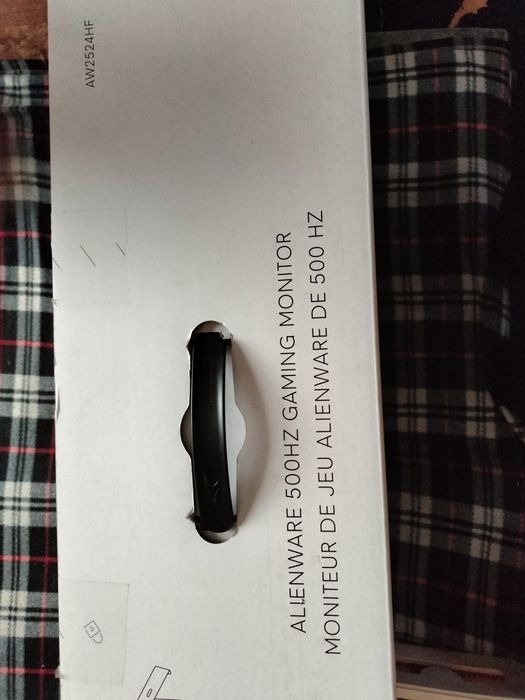 AW2524HF
ALIENWARE 500HZ GAMING MONITOR
MONITEUR DE JEU ALIENWARE DE 500 HZ